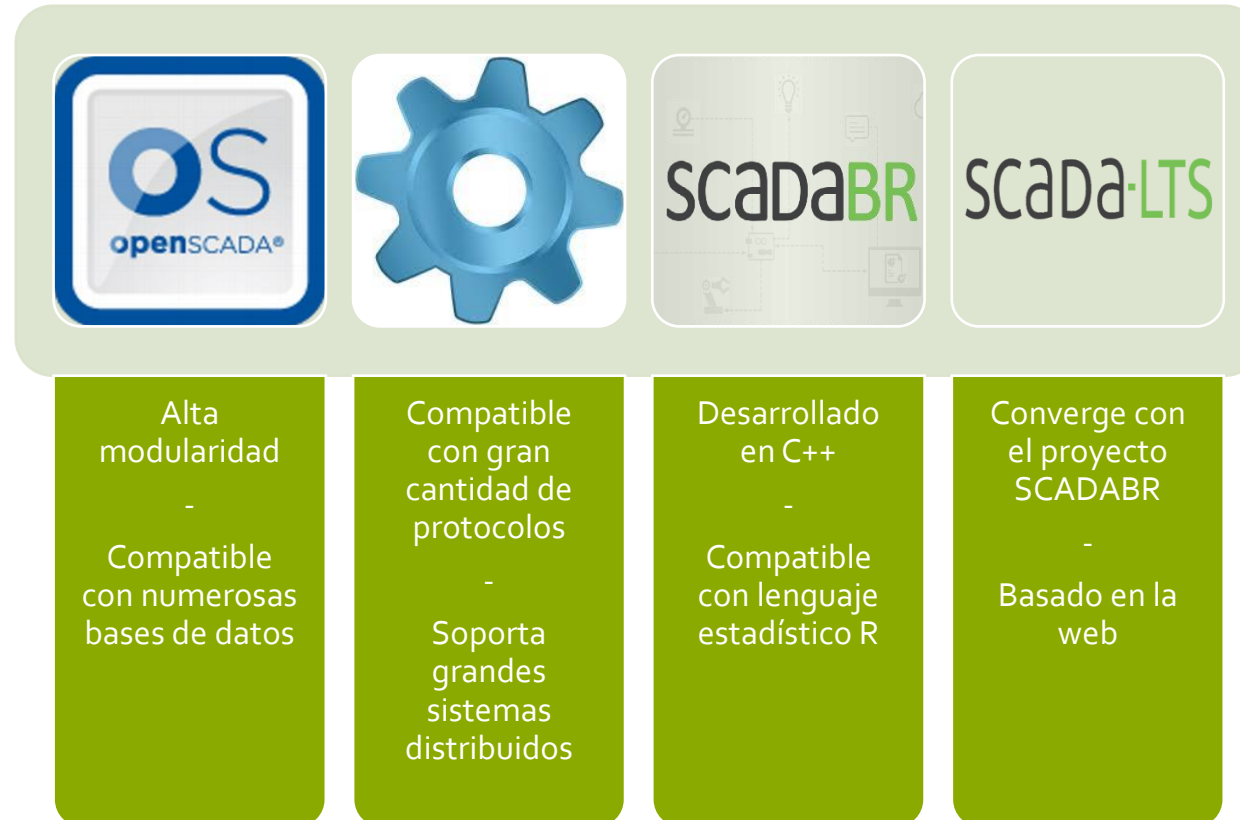 OS
openSCADA®
SCADABR
SCADA-LTS
Alta
modularidad
-
Compatible
con numerosas
bases de datos
Compatible
con gran
cantidad de
protocolos
-
Soporta
grandes
sistemas
distribuidos
Desarrollado
en C++
-
Compatible
con lenguaje
estadístico R
Converge con
el proyecto
SCADABR
-
Basado en la
web